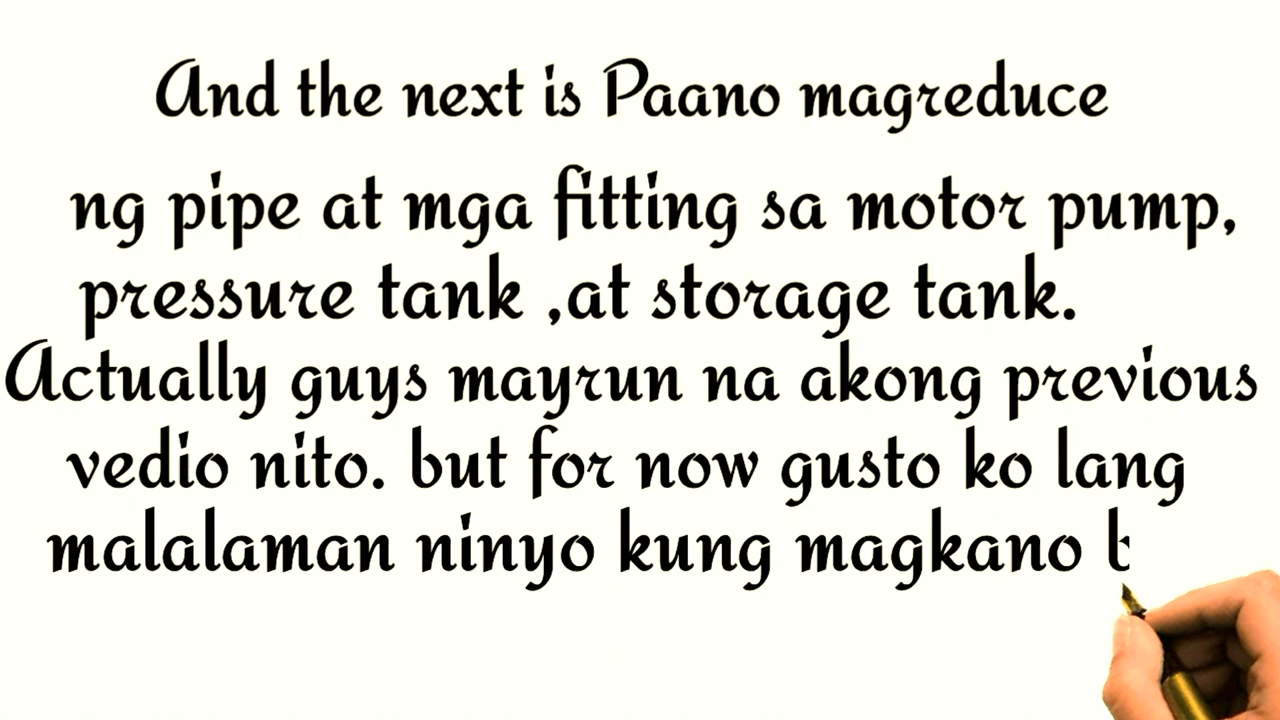 And the next is Paano magreduce
ng pipe at mga fitting sa motor pump,
pressure tank ,at storage tank.
Actually guys mayrun na akong previous
vedio nito. but for now gusto ko lang
malalaman ninyo kung magkano